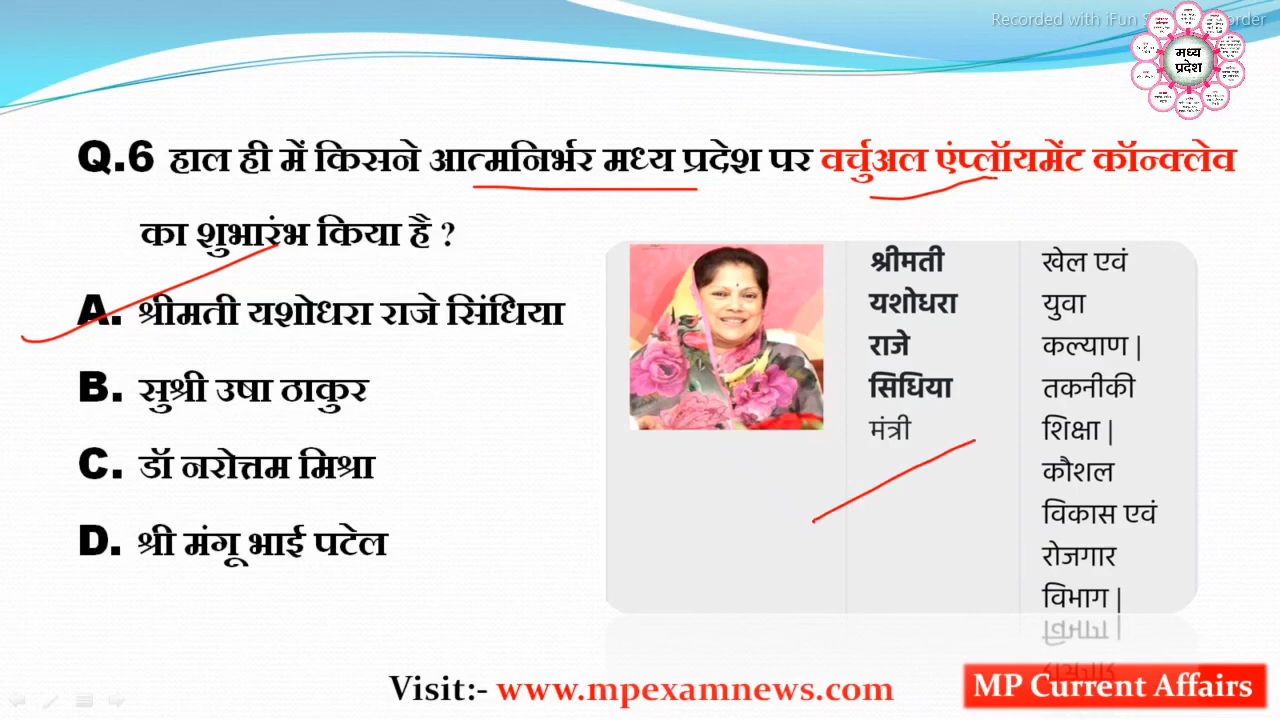 Recorded with iFun S order
मध्य
प्रदेश
Q.6 हाल ही में किसने आत्मनिर्भर मध्य प्रदेश पर वर्चुअल एंप्लॉयमेंट कॉन्क्लेव
का शुभारंभ किया है ?
A. श्रीमती यशोधरा राजे सिंधिया
B. सुश्री उषा ठाकुर
C. डॉ नरोत्तम मिश्रा
D. श्री मंगू भाई पटेल
श्रीमती
यशोधरा
राजे
सिधिया
मंत्री
खेल एवं
युवा
कल्याण |
तकनीकी
शिक्षा |
कौशल
विकास एवं
रोजगार
विभाग |
Visit:- www.mpexamnews.com
MP Current Affairs